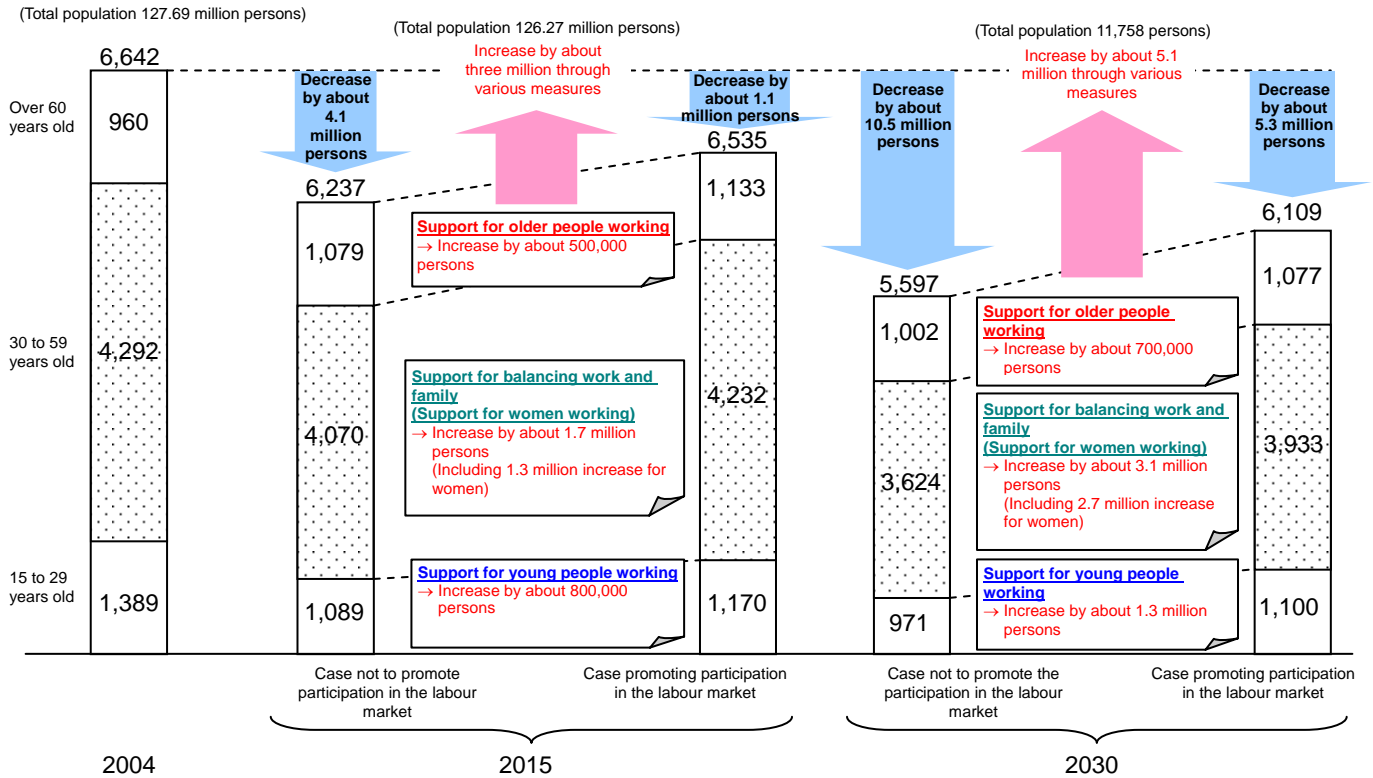 (Total population 127.69 million persons)
6,642
Over 60
years old
960
30 to 59
years old
4,292
15 to 29
years old
1,389
2004
(Total population 126.27 million persons)
Decrease
by about
4.1
million
persons
Increase by about
three million through
various measures
Decrease by
about 1.1
million persons
6,237
1,079
4,070
1,089
Support for older people working
→ Increase by about 500,000
persons
Support for balancing work and
family
(Support for women working)
→ Increase by about 1.7 million
persons
(Including 1.3 million increase for
women)
Support for young people working
→ Increase by about 800,000
persons
6,535
1,133
4,232
1,170
Case not to promote
participation in the labour
market
Case promoting participation
in the labour market
2015
(Total population 11,758 persons)
Decrease
by about
10.5 million
persons
Increase by about 5.1
million through various
measures
Decrease
by about
5.3 million
persons
5,597
1,002
3,624
971
Support for older people
working
→ Increase by about 700,000
persons
Support for balancing work and
family
(Support for women working)
→ Increase by about 3.1 million
persons
(Including 2.7 million increase
for women)
Support for young people
working
→ Increase by about 1.3 million
persons
6,109
1,077
3,933
1,100
Case not to promote the
participation in the labour
market
Case promoting participation
in the labour market
2030